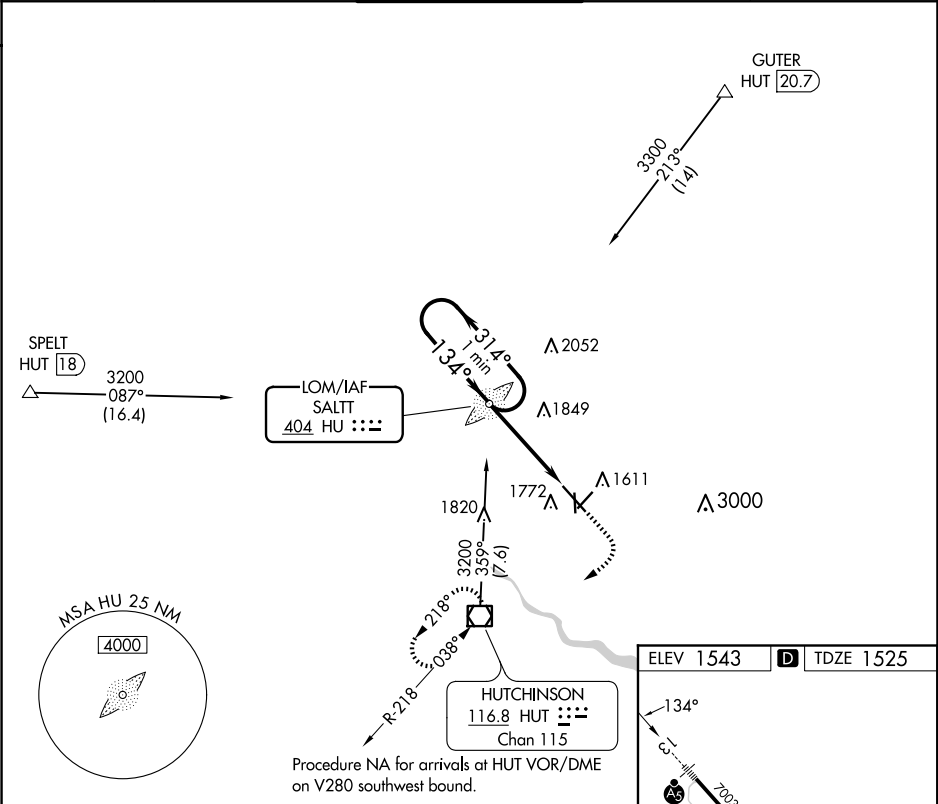 GUTER
HUT 20.7
3300
213°
(14)
SPELT
HUT 18
3200
087°
(16.4)
314°
1 min
134°
2052
LOM/IAF
SALTT
404 HU
1849
1772
1611
3000
1820
3200
359°
(7.6)
MSA HU 25 NM
4000
218°
038°
R-218
HUTCHINSON
116.8 HUT
Chan 115
Procedure NA for arrivals at HUT VOR/DME
on V280 southwest bound.
ELEV 1543
D
TDZE 1525
134°
13
A5